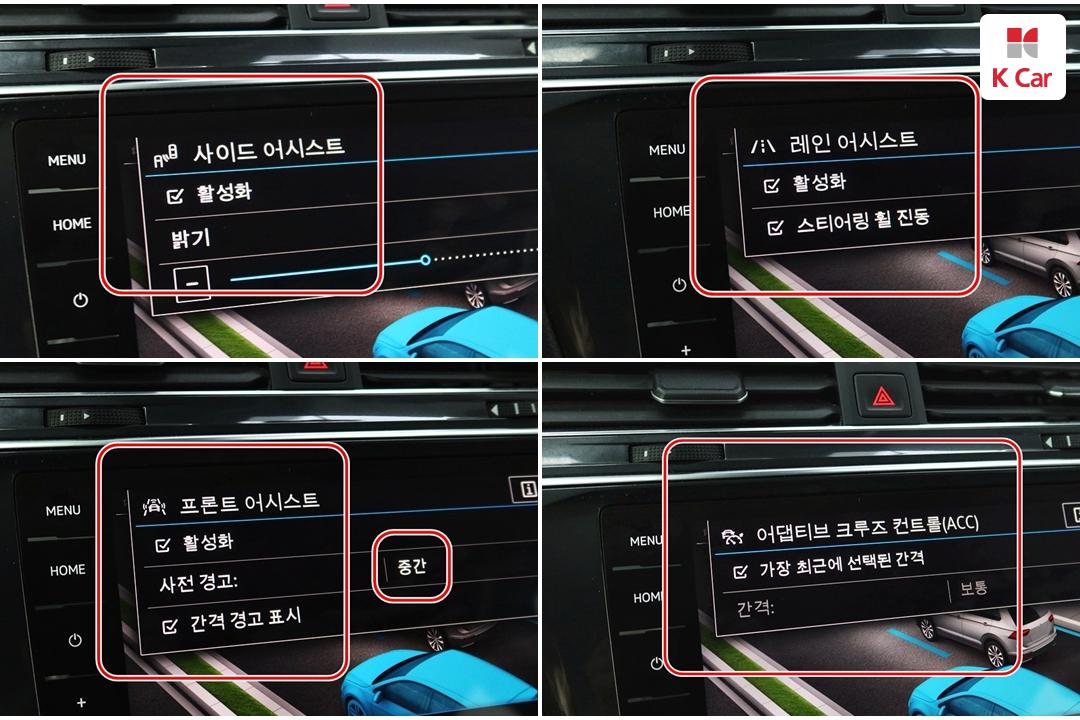 MENU
HOME
사이드 어시스트
활성화
밝기
K Car
MENU
HOME
레인 어시스트
활성화
스티어링 휠 진동
MENU
HOME
프론트 어시스트
활성화
사전 경고:
중간
간격 경고 표시
MENU
어댑티브 크루즈 컨트롤(ACC)
가장 최근에 선택된 간격
간격:
보통